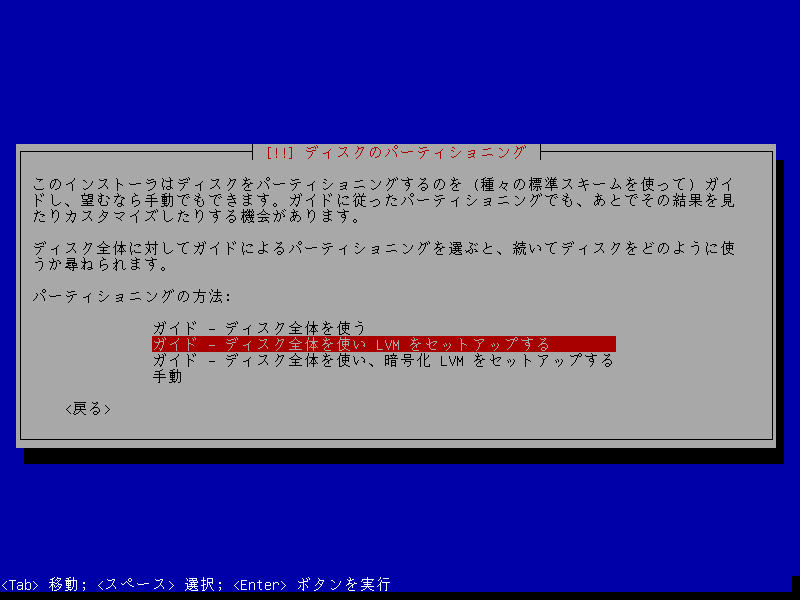 [!!] ディスクのパーティショニング
このインストーラはディスクをパーティショニングするのを (種々の標準スキームを使って) ガイ
ドし、望むなら手動でもできます。ガイドに従ったパーティショニングでも、あとでその結果を見
たりカスタマイズしたりする機会があります。
ディスク全体に対してガイドによるパーティショニングを選ぶと、続いてディスクをどのように使
うか尋ねられます。
パーティショニングの方法:
ガイド - ディスク全体を使う
ガイド - ディスク全体を使い LVM をセットアップする
ガイド - ディスク全体を使い、暗号化 LVM をセットアップする
手動
<戻る>
<Tab> 移動; <スペース> 選択; <Enter> ボタンを実行